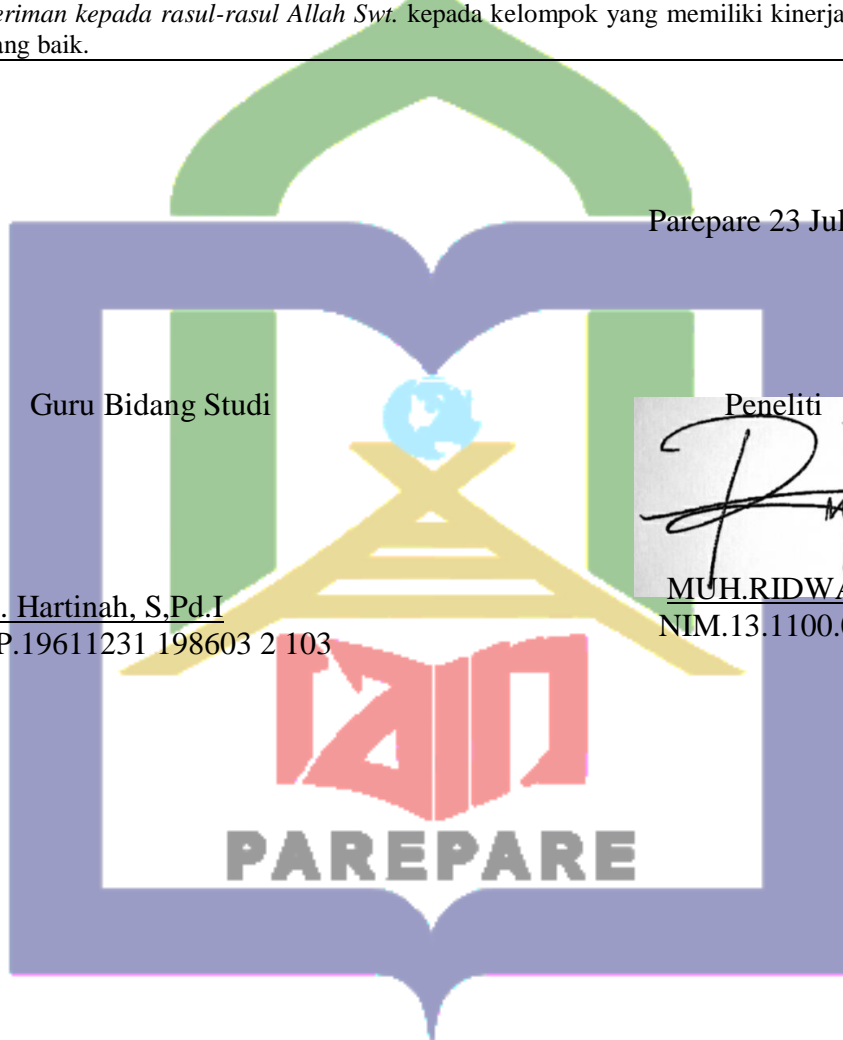 eriman kepada rasul-rasul Allah Swt. kepada kelompok yang memiliki kinerja
ang baik.
Parepare 23 Jul
Guru Bidang Studi
Peneliti
. Hartinah, S,Pd.I
P.19611231 198603 2 103
MUH.RIDWA
NIM.13.1100.
PAREPARE